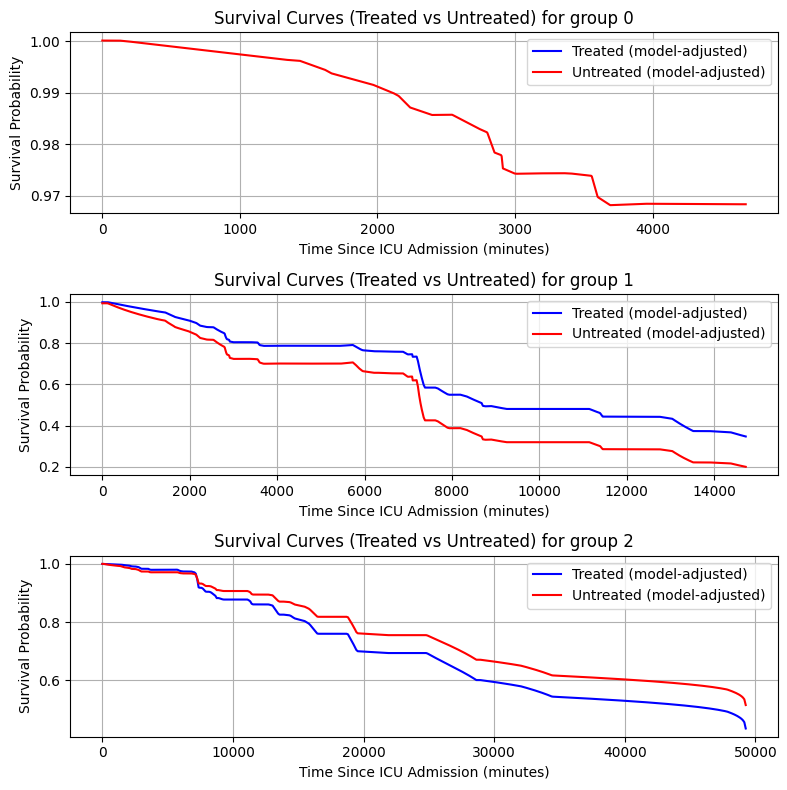 Survival Curves (Treated vs Untreated) for group 0
Survival Probability
1.00
0.99
0.98
0.97
Treated (model-adjusted)
Untreated (model-adjusted)
0 1000 2000 3000 4000
Time Since ICU Admission (minutes)
Survival Curves (Treated vs Untreated) for group 1
Survival Probability
1.0
0.8
0.6
0.4
0.2
Treated (model-adjusted)
Untreated (model-adjusted)
0 2000 4000 6000 8000 10000 12000 14000
Time Since ICU Admission (minutes)
Survival Curves (Treated vs Untreated) for group 2
Survival Probability
1.0
0.8
0.6
Treated (model-adjusted)
Untreated (model-adjusted)
0 10000 20000 30000 40000 50000
Time Since ICU Admission (minutes)